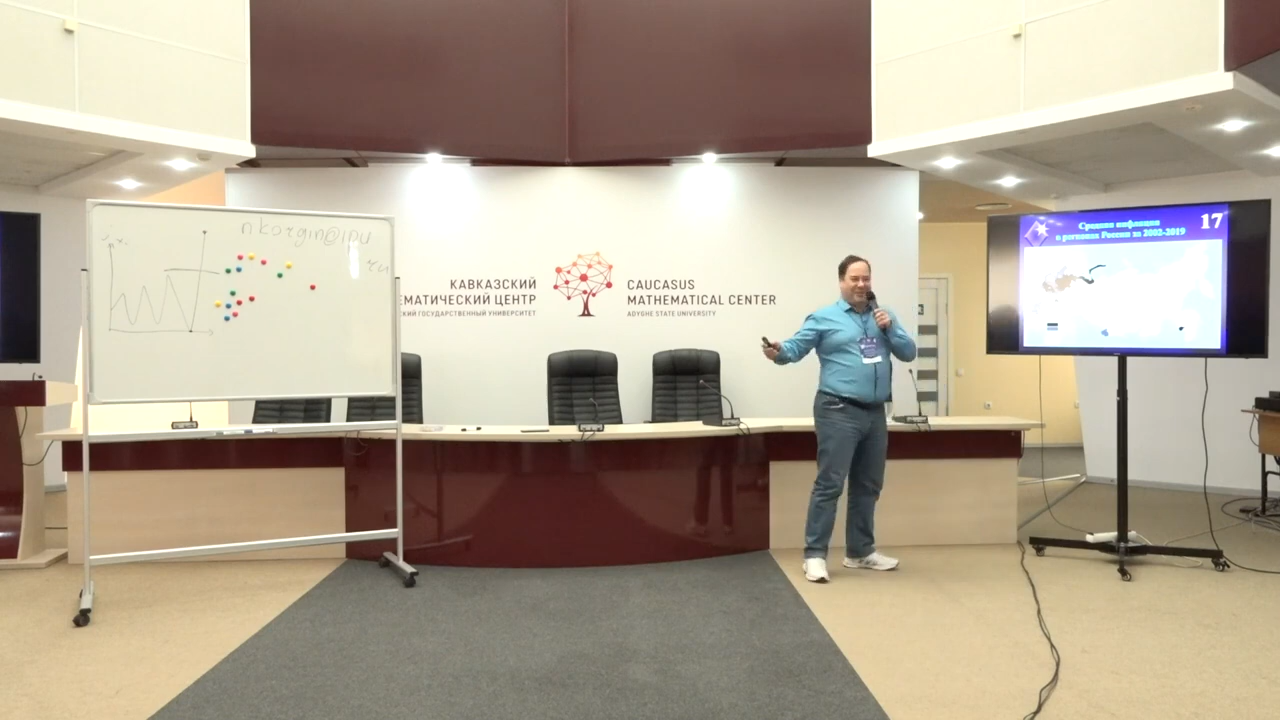 nkorgin@ipu
КАВКАЗСКИЙ
ЕМАТИЧЕСКИЙ ЦЕНТР
СКИЙ ГОСУДАРСТВЕННЫЙ УНИВЕРСИТЕТ
CAUCASUS
MATHEMATICAL CENTER
ADYGHE STATE UNIVERSITY
Средняя инфляция
в регионах России за 2002-2019
17